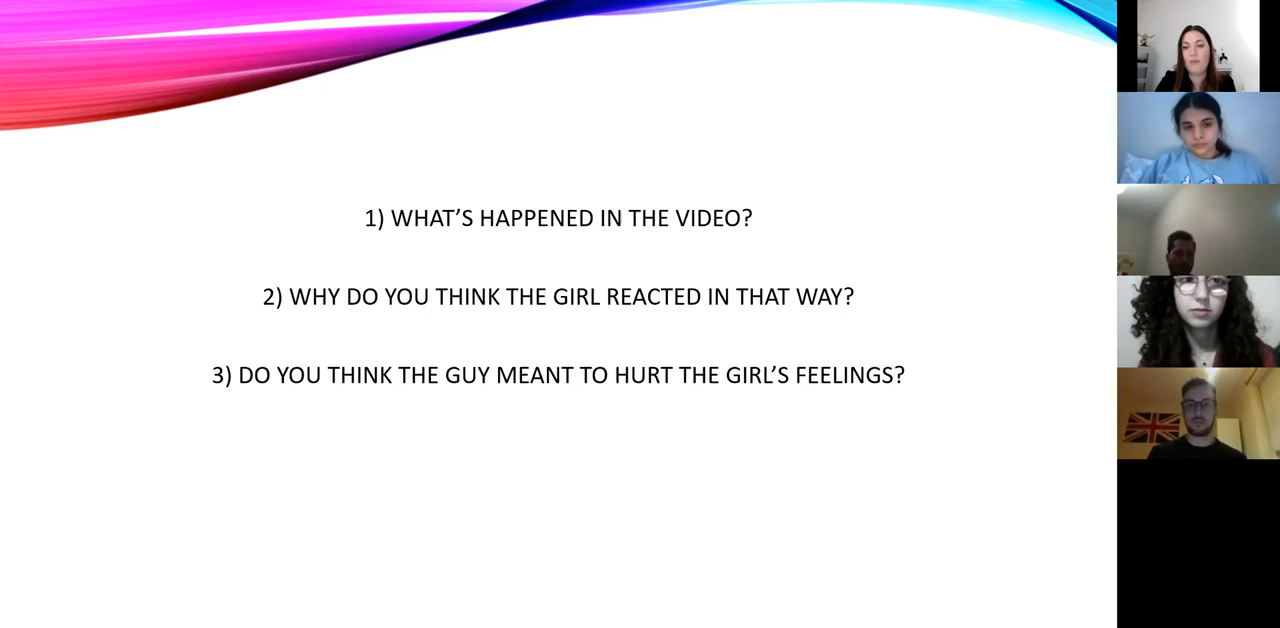 1) WHAT’S HAPPENED IN THE VIDEO?
2) WHY DO YOU THINK THE GIRL REACTED IN THAT WAY?
3) DO YOU THINK THE GUY MEANT TO HURT THE GIRL’S FEELINGS?